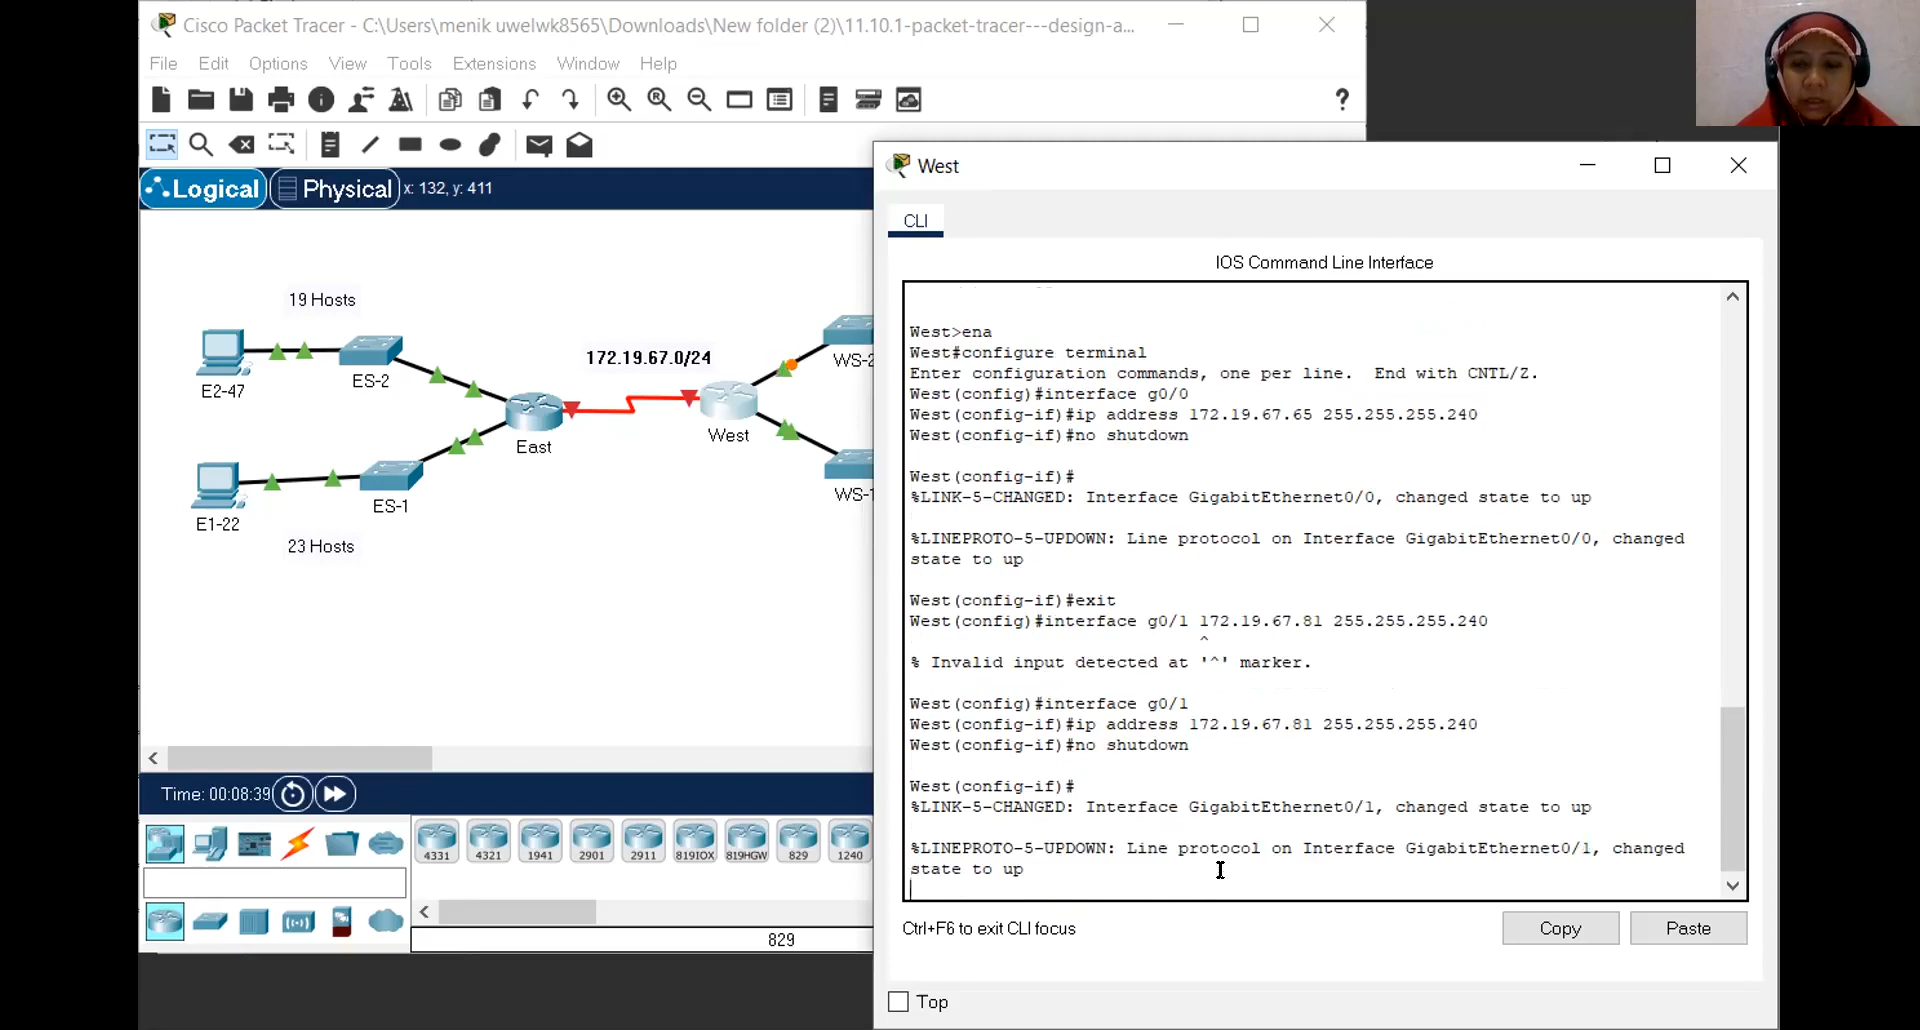 Cisco Packet Tracer - C:\Users\menik uwelwk8565\Downloads\New folder (2)\11.10.1-packet-tracer---design-a...
File Edit Options View Tools Extensions Window Help
Logical Physical x: 132, y: 411
19 Hosts
E2-47
ES-2
172.19.67.0/24
WS-2
East
West
E1-22
ES-1
WS-1
23 Hosts
Time: 00:08:39
4331 4321 1941 2901 2911 819IOX 819HGW 829 1240
829
West
CLI
IOS Command Line Interface
West>ena
West#configure terminal
Enter configuration commands, one per line.  End with CNTL/Z.
West(config)#interface g0/0
West(config-if)#ip address 172.19.67.65 255.255.255.240
West(config-if)#no shutdown
West(config-if)#
%LINK-5-CHANGED: Interface GigabitEthernet0/0, changed state to up
%LINEPROTO-5-UPDOWN: Line protocol on Interface GigabitEthernet0/0, changed
state to up
West(config-if)#exit
West(config)#interface g0/1 172.19.67.81 255.255.255.240
^
% Invalid input detected at '^' marker.
West(config)#interface g0/1
West(config-if)#ip address 172.19.67.81 255.255.255.240
West(config-if)#no shutdown
West(config-if)#
%LINK-5-CHANGED: Interface GigabitEthernet0/1, changed state to up
%LINEPROTO-5-UPDOWN: Line protocol on Interface GigabitEthernet0/1, changed
state to up
Ctrl+F6 to exit CLI focus
Copy
Paste
Top